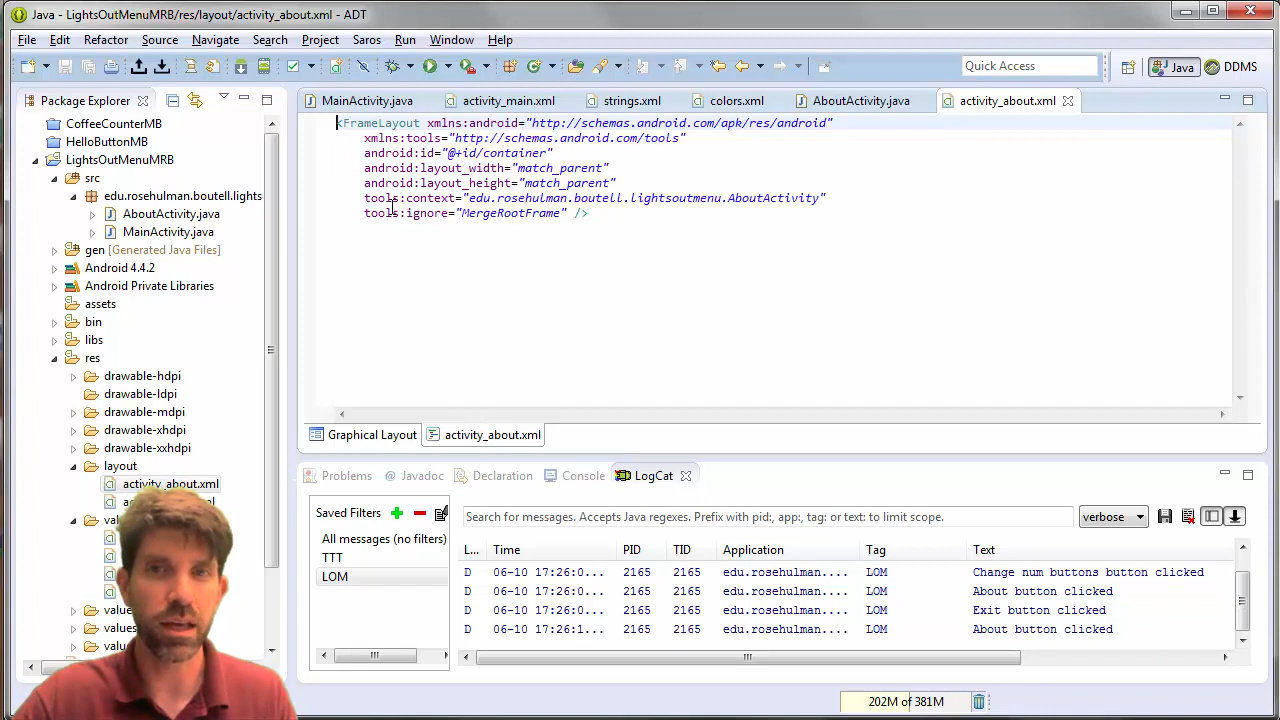 Java - LightsOutMenuMRB/res/layout/activity_about.xml - ADT
File Edit Refactor Source Navigate Search Project Saros Run Window Help
Quick Access
Java
DDMS
Package Explorer
CoffeeCounterMB
HelloButtonMB
LightsOutMenuMRB
src
edu.rosehulman.boutell.lights
AboutActivity.java
MainActivity.java
gen [Generated Java Files]
Android 4.4.2
Android Private Libraries
assets
bin
libs
res
drawable-hdpi
drawable-ldpi
drawable-mdpi
drawable-xhdpi
drawable-xxhdpi
layout
activity_about.xml
MainActivity.java activity_main.xml strings.xml colors.xml AboutActivity.java activity_about.xml
<FrameLayout xmlns:android="http://schemas.android.com/apk/res/android"
xmlns:tools="http://schemas.android.com/tools"
android:id="@+id/container"
android:layout_width="match_parent"
android:layout_height="match_parent"
tools:context="edu.rosehulman.boutell.lightsoutmenu.AboutActivity"
tools:ignore="MergeRootFrame" />
Graphical Layout activity_about.xml
Problems Javadoc Declaration Console LogCat
Saved Filters
All messages (no filters)
TTT
LOM
Search for messages. Accepts Java regexes. Prefix with pid:, app:, tag: or text: to limit scope.
verbose
L... Time PID TID Application Tag Text
D 06-10 17:26:0... 2165 2165 edu.rosehulman.... LOM Change num buttons button clicked
D 06-10 17:26:0... 2165 2165 edu.rosehulman.... LOM About button clicked
D 06-10 17:26:0... 2165 2165 edu.rosehulman.... LOM Exit button clicked
D 06-10 17:26:1... 2165 2165 edu.rosehulman.... LOM About button clicked
202M of 381M